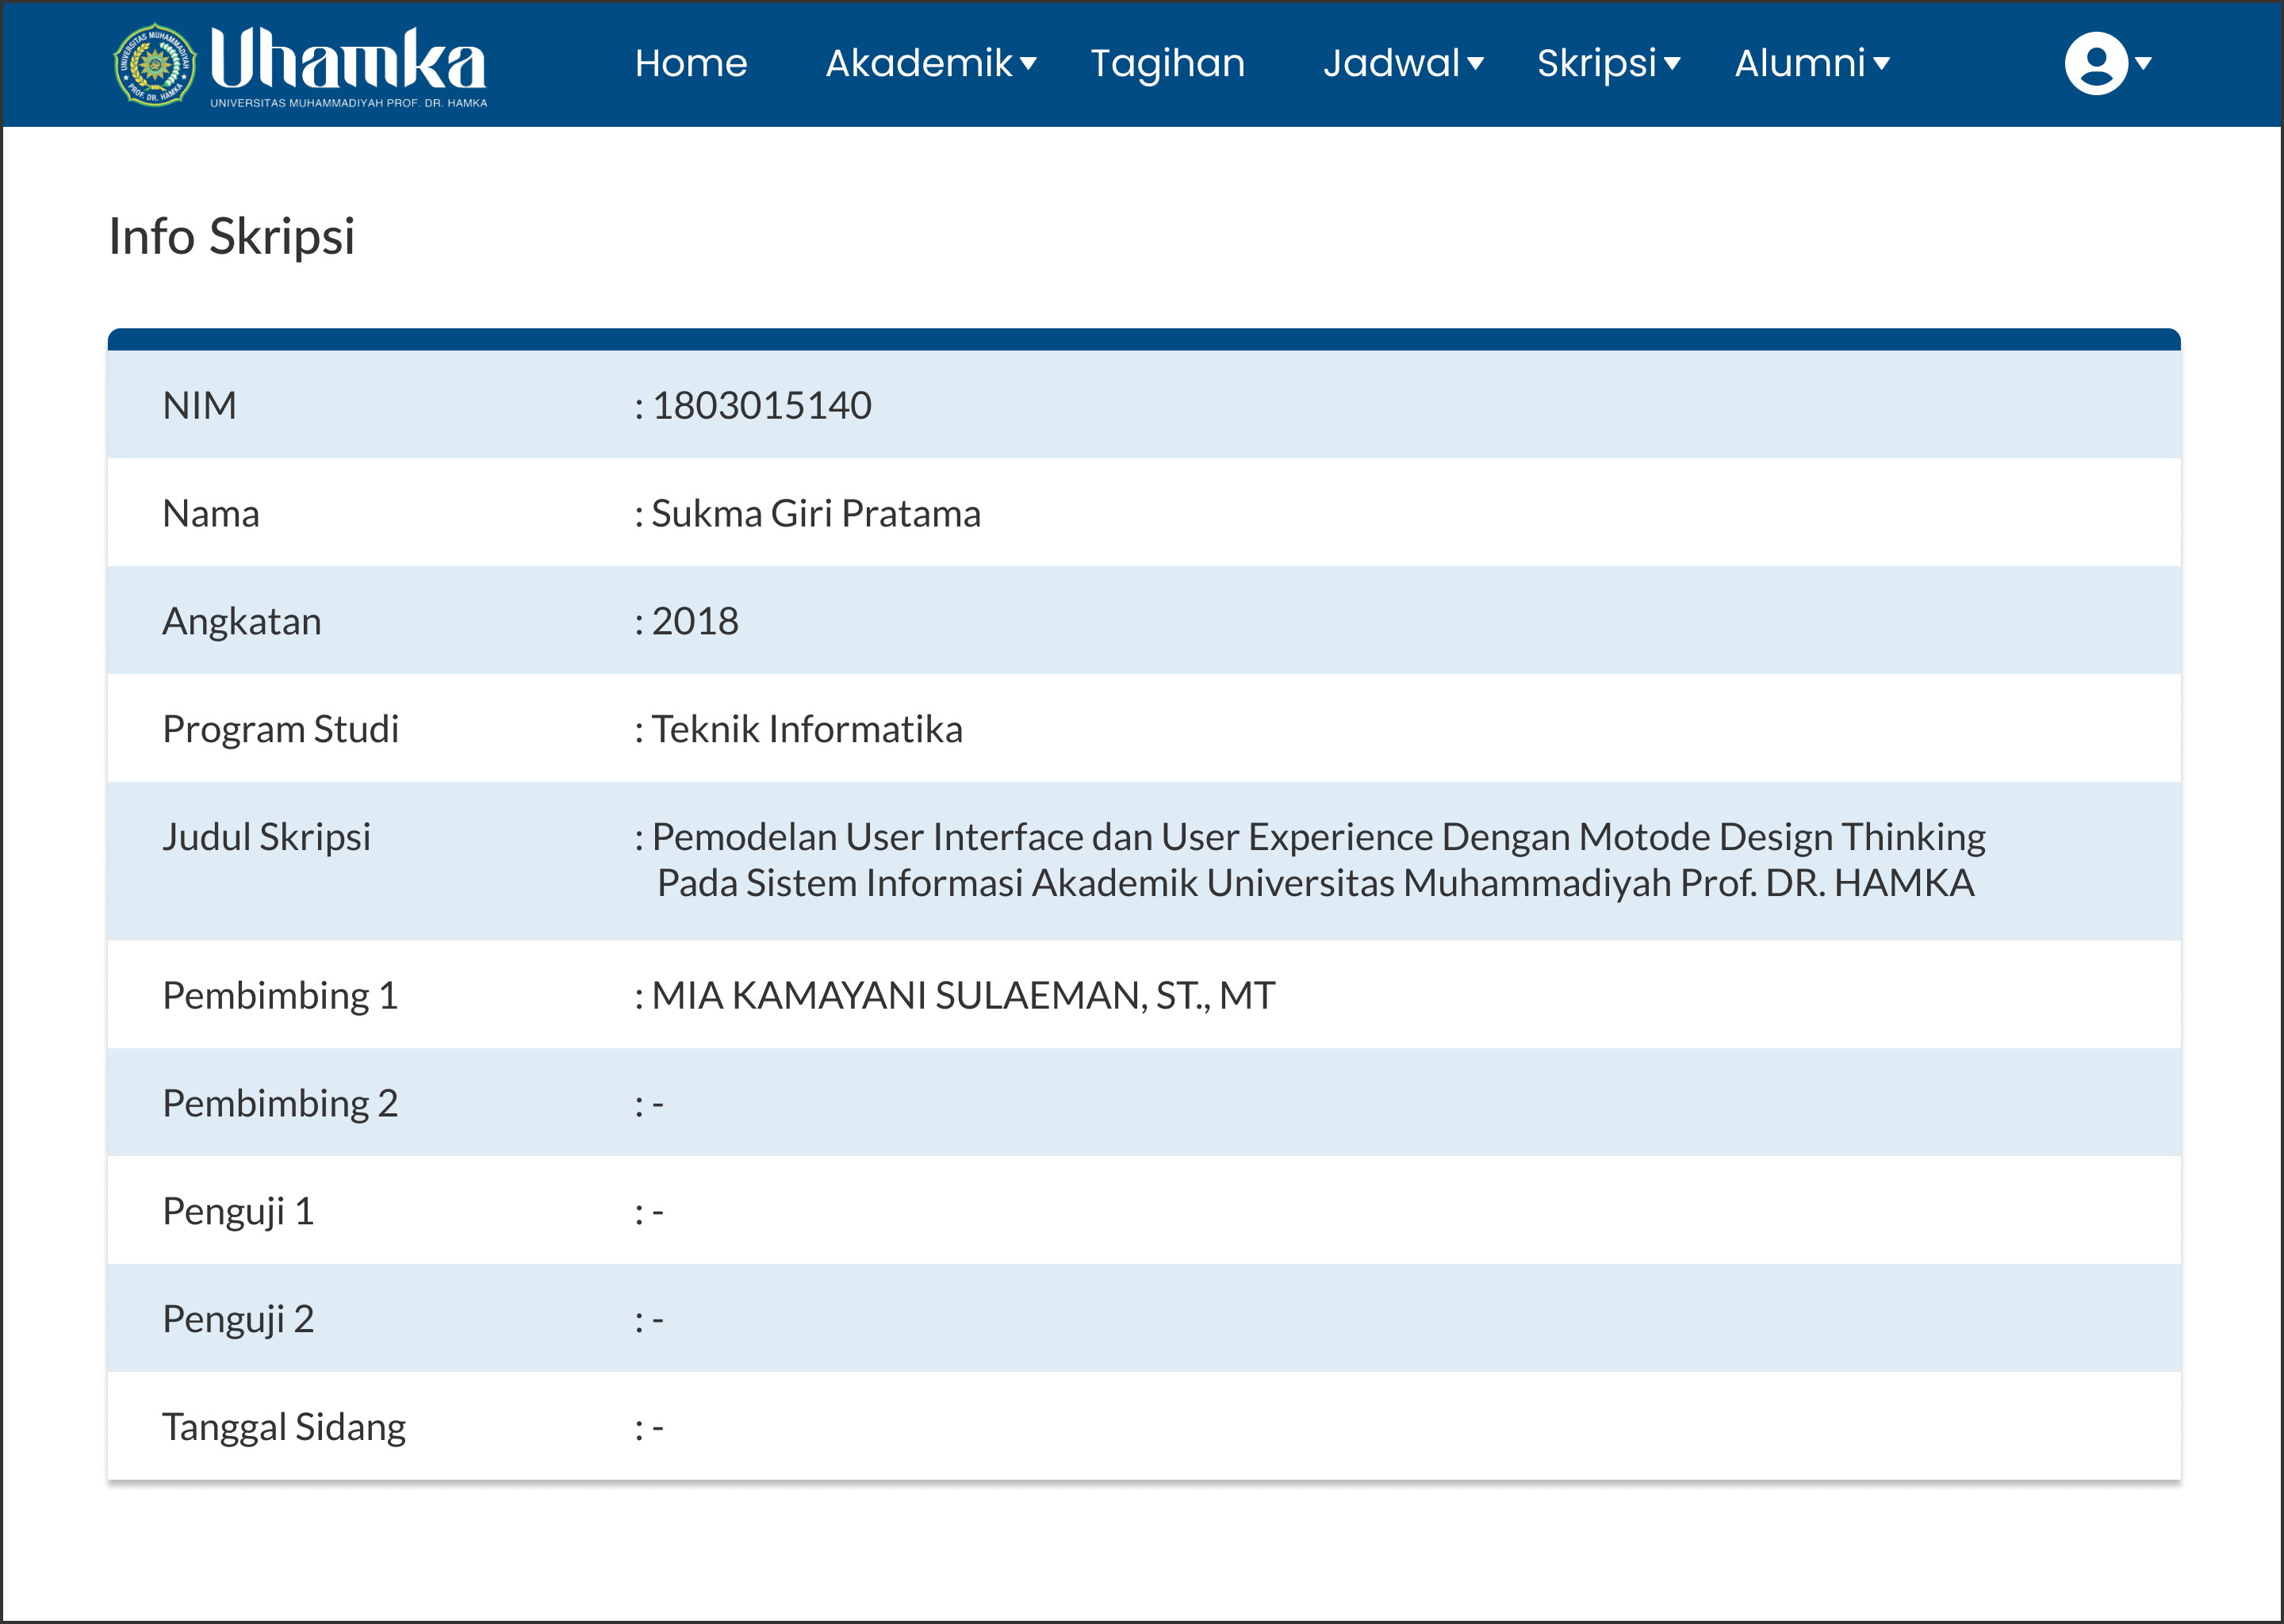 UNIVERSITAS MUHAMMADIYAH
PROF. DR. HAMKA
Uhamka
UNIVERSITAS MUHAMMADIYAH PROF. DR. HAMKA
Home Akademik Tagihan Jadwal Skripsi Alumni
Info Skripsi
NIM : 1803015140
Nama : Sukma Giri Pratama
Angkatan : 2018
Program Studi : Teknik Informatika
Judul Skripsi : Pemodelan User Interface dan User Experience Dengan Motode Design Thinking
Pada Sistem Informasi Akademik Universitas Muhammadiyah Prof. DR. HAMKA
Pembimbing 1 : MIA KAMAYANI SULAEMAN, ST., MT
Pembimbing 2 : -
Penguji 1 : -
Penguji 2 : -
Tanggal Sidang : -